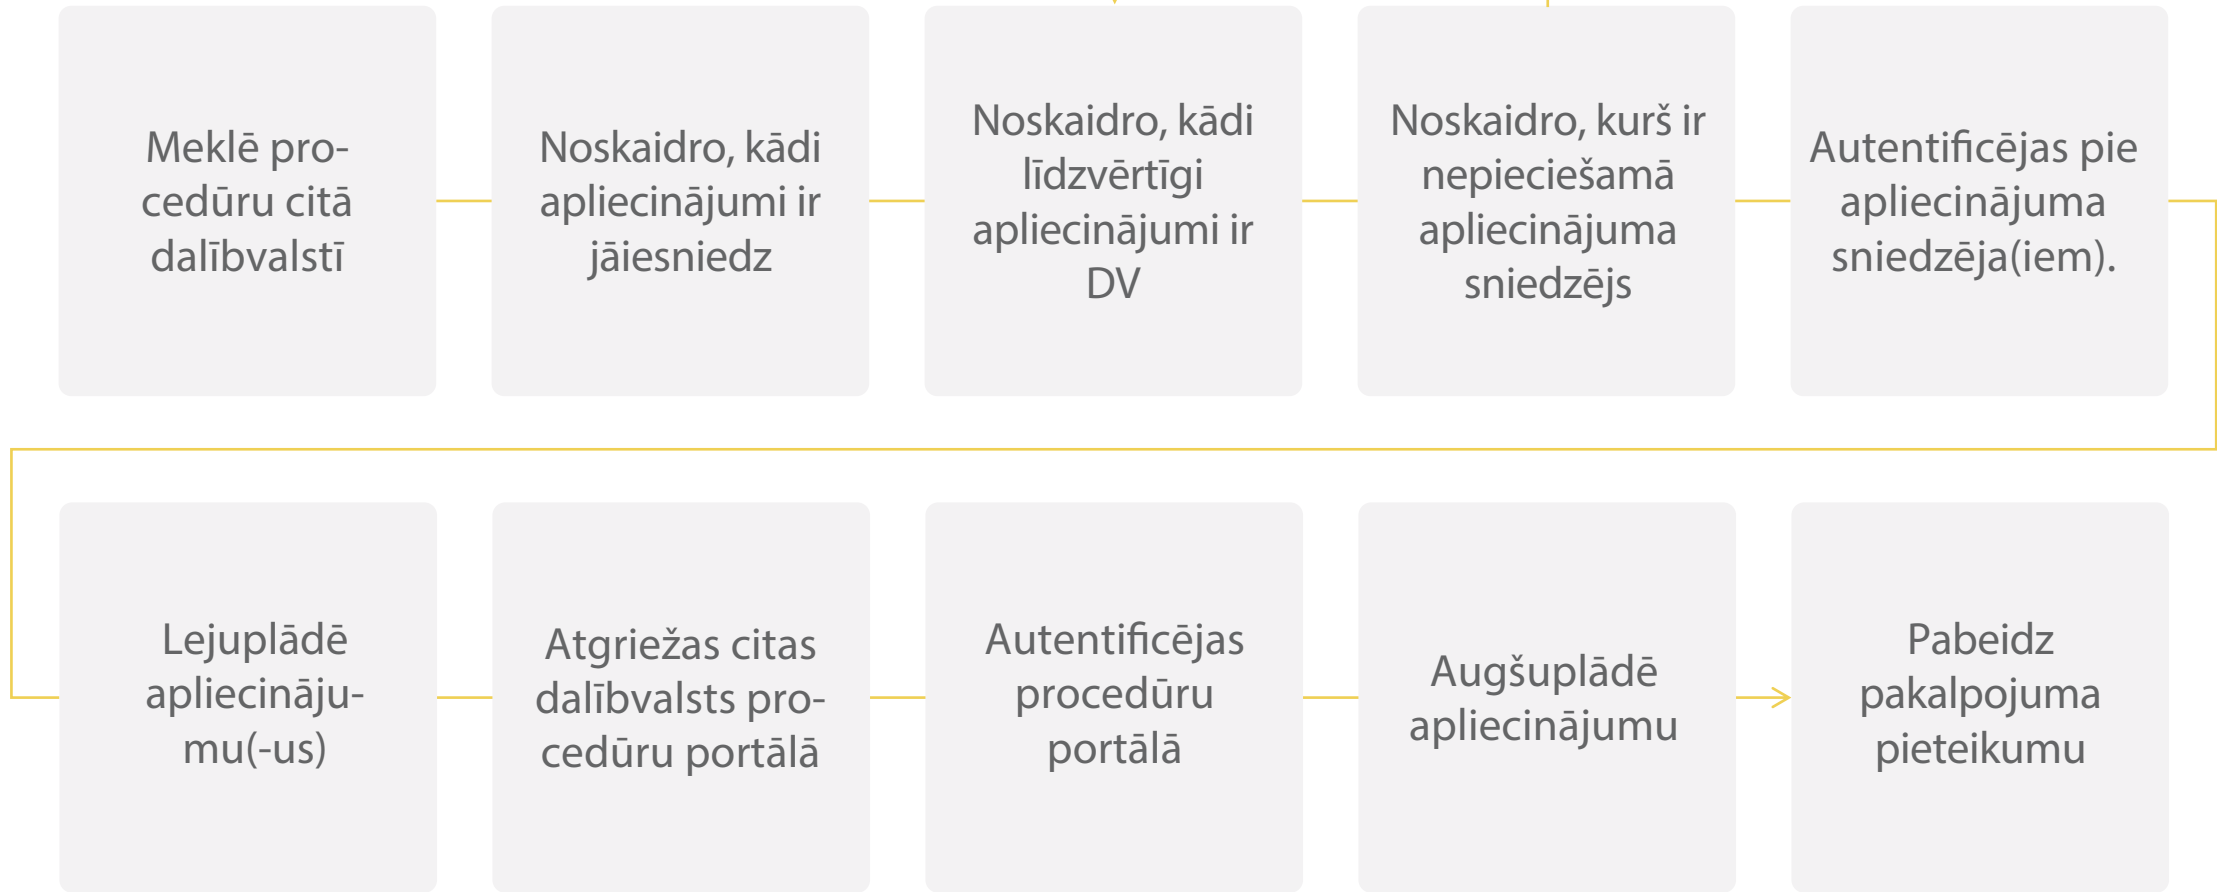 Meklē pro-
cedūru citā
dalībvalstī
Noskaidro, kādi
apliecinājumi ir
jāiesniedz
Noskaidro, kādi
līdzvērtīgi
apliecinājumi ir
DV
Noskaidro, kurš ir
nepieciešamā
apliecinājuma
sniedzējs
Autentificējas pie
apliecinājuma
sniedzēja(iem).
Lejuplādē
apliecināju-
mu(-us)
Atgriežas citas
dalībvalsts pro-
cedūru portālā
Autentificējas
procedūru
portālā
Augšuplādē
apliecinājumu
Pabeidz
pakalpojuma
pieteikumu